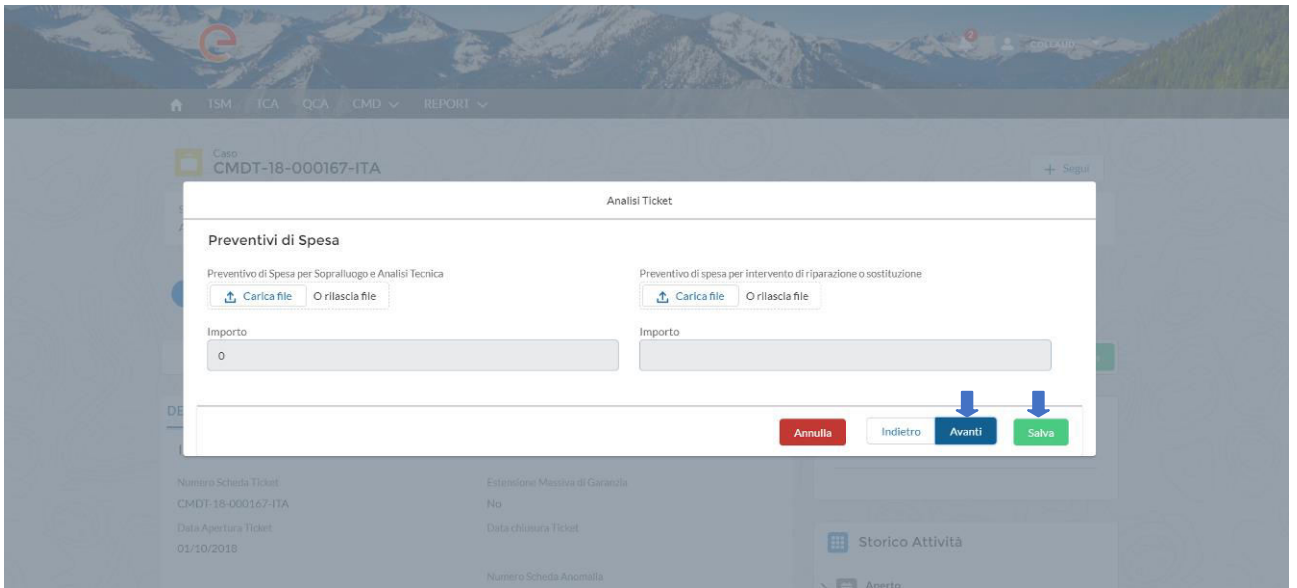 2
TSM TCA QCA CMD REPORT
Caso
CMDT-18-000167-ITA
+ Segui
Analisi Ticket
Preventivi di Spesa
Preventivo di Spesa per Sopralluogo e Analisi Tecnica
Preventivo di spesa per intervento di riparazione o sostituzione
Carica file O rilascia file
Carica file O rilascia file
Importo
Importo
0
DE
Annulla
Indietro
Avanti
Salva
Numero Scheda Ticket
Estensione Massiva di Garanzia
CMDT-18-000167-ITA
No
Data Apertura Ticket
Data chiusura Ticket
01/10/2018
Storico Attività
Numero Scheda Anomalia
Aperto